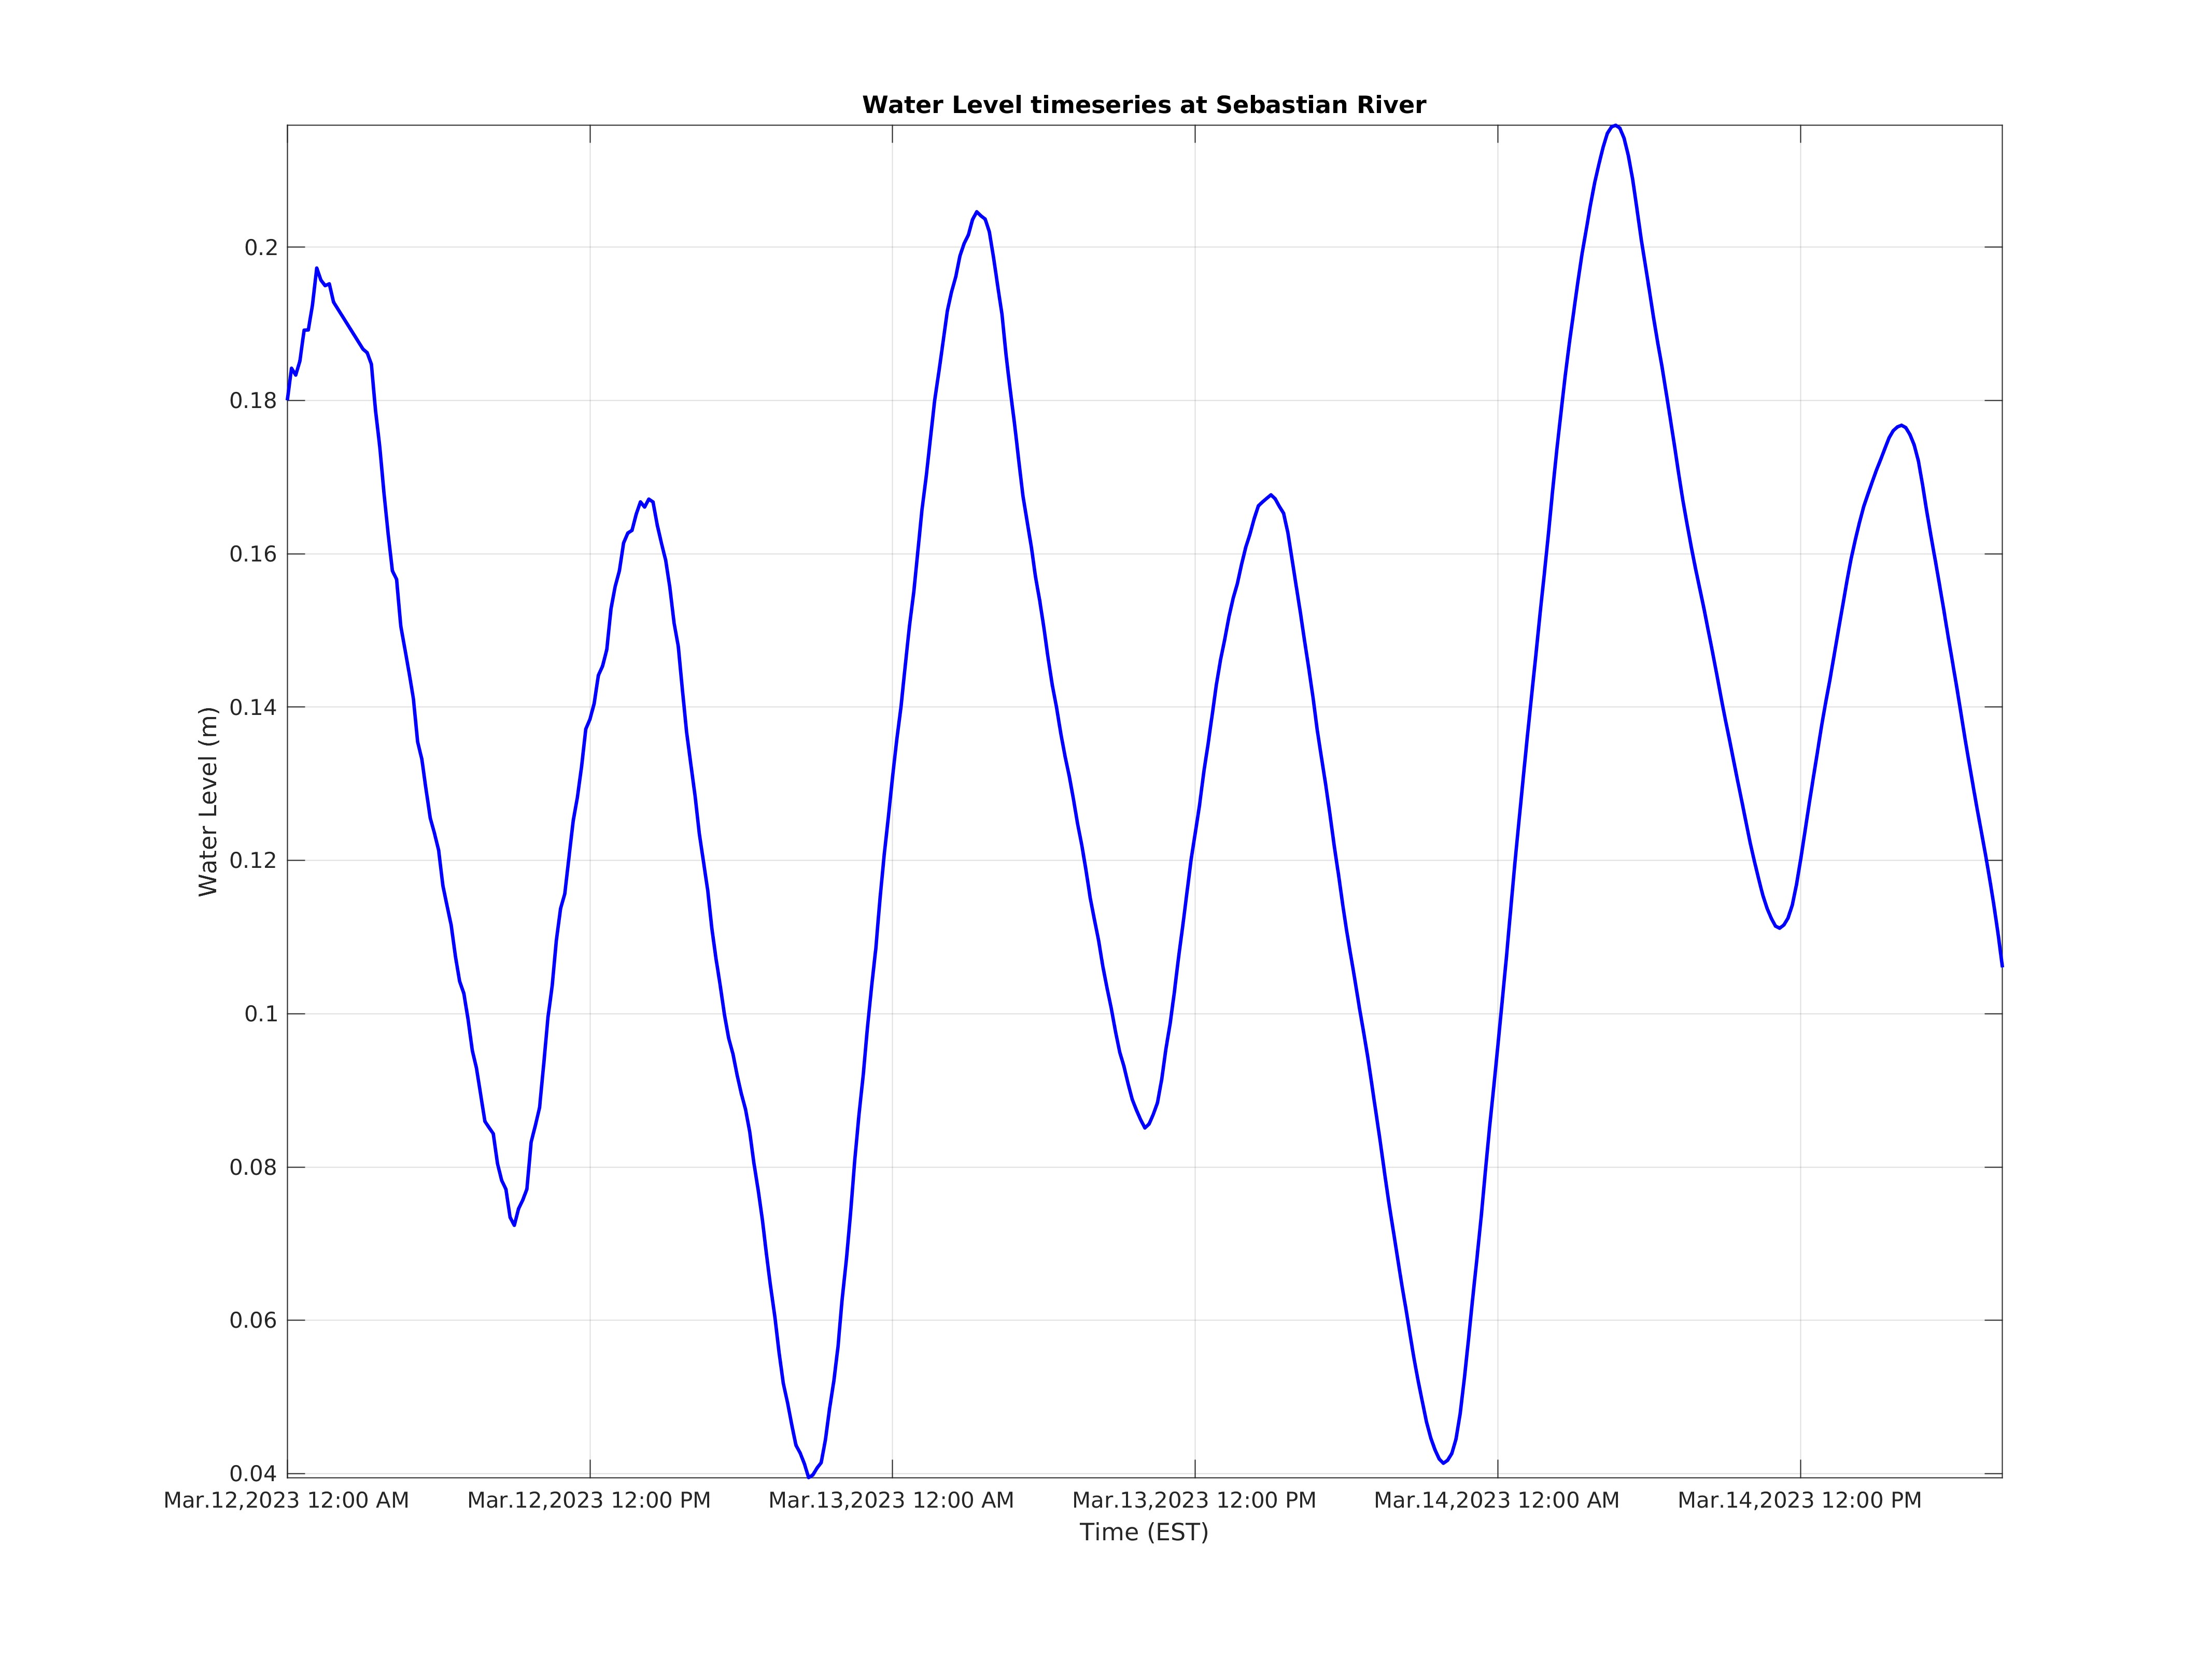 Water Level timeseries at Sebastian River
Water Level (m)
0.2
0.18
0.16
0.14
0.12
0.1
0.08
0.06
0.04
Mar.12,2023 12:00 AM
Mar.12,2023 12:00 PM
Mar.13,2023 12:00 AM
Mar.13,2023 12:00 PM
Mar.14,2023 12:00 AM
Mar.14,2023 12:00 PM
Time (EST)